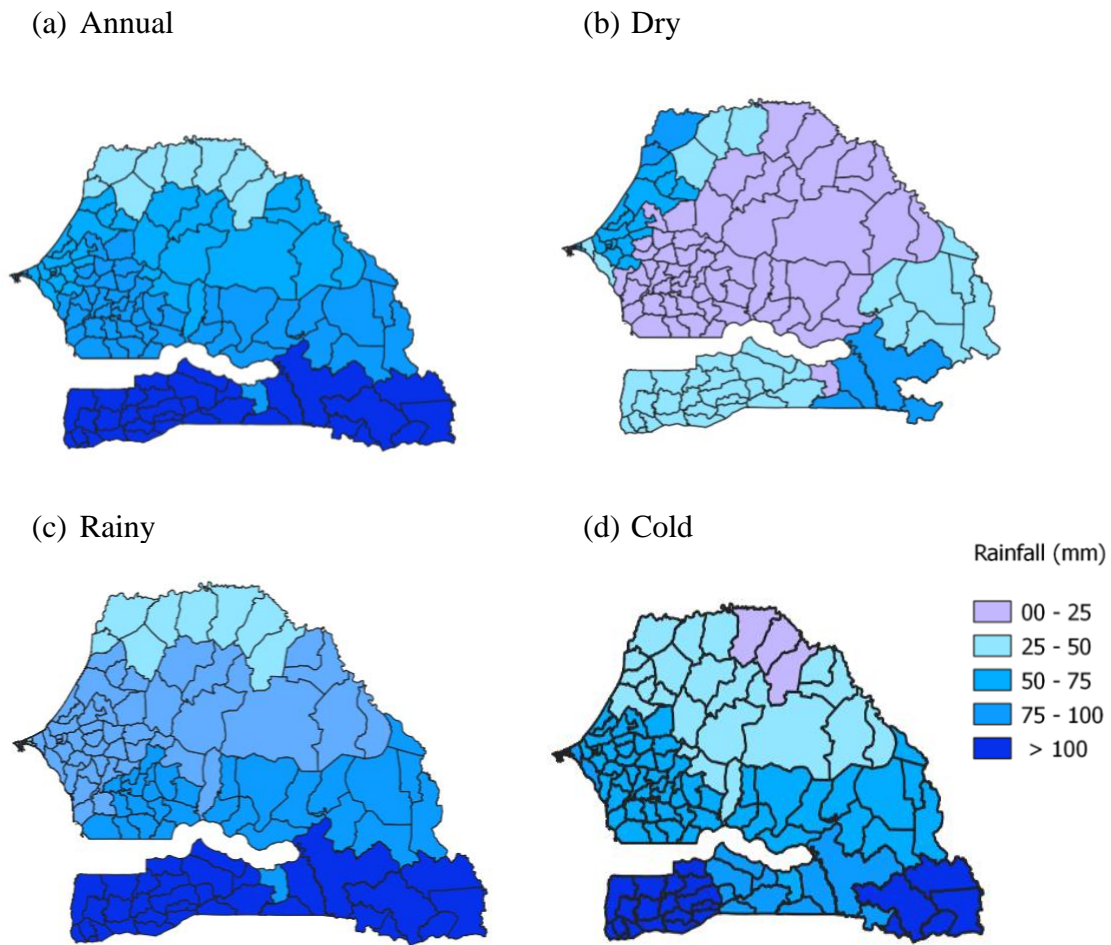 (a) Annual
(b) Dry
(c) Rainy
(d) Cold
Rainfall (mm)
00 - 25
25 - 50
50 - 75
75 - 100
> 100